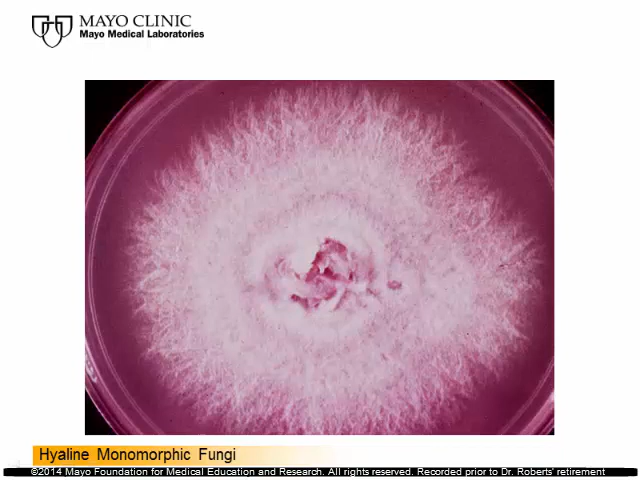 MAYO CLINIC
Mayo Medical Laboratories
Hyaline Monomorphic Fungi
©2014 Mayo Foundation for Medical Education and Research. All rights reserved. Recorded prior to Dr. Roberts' retirement